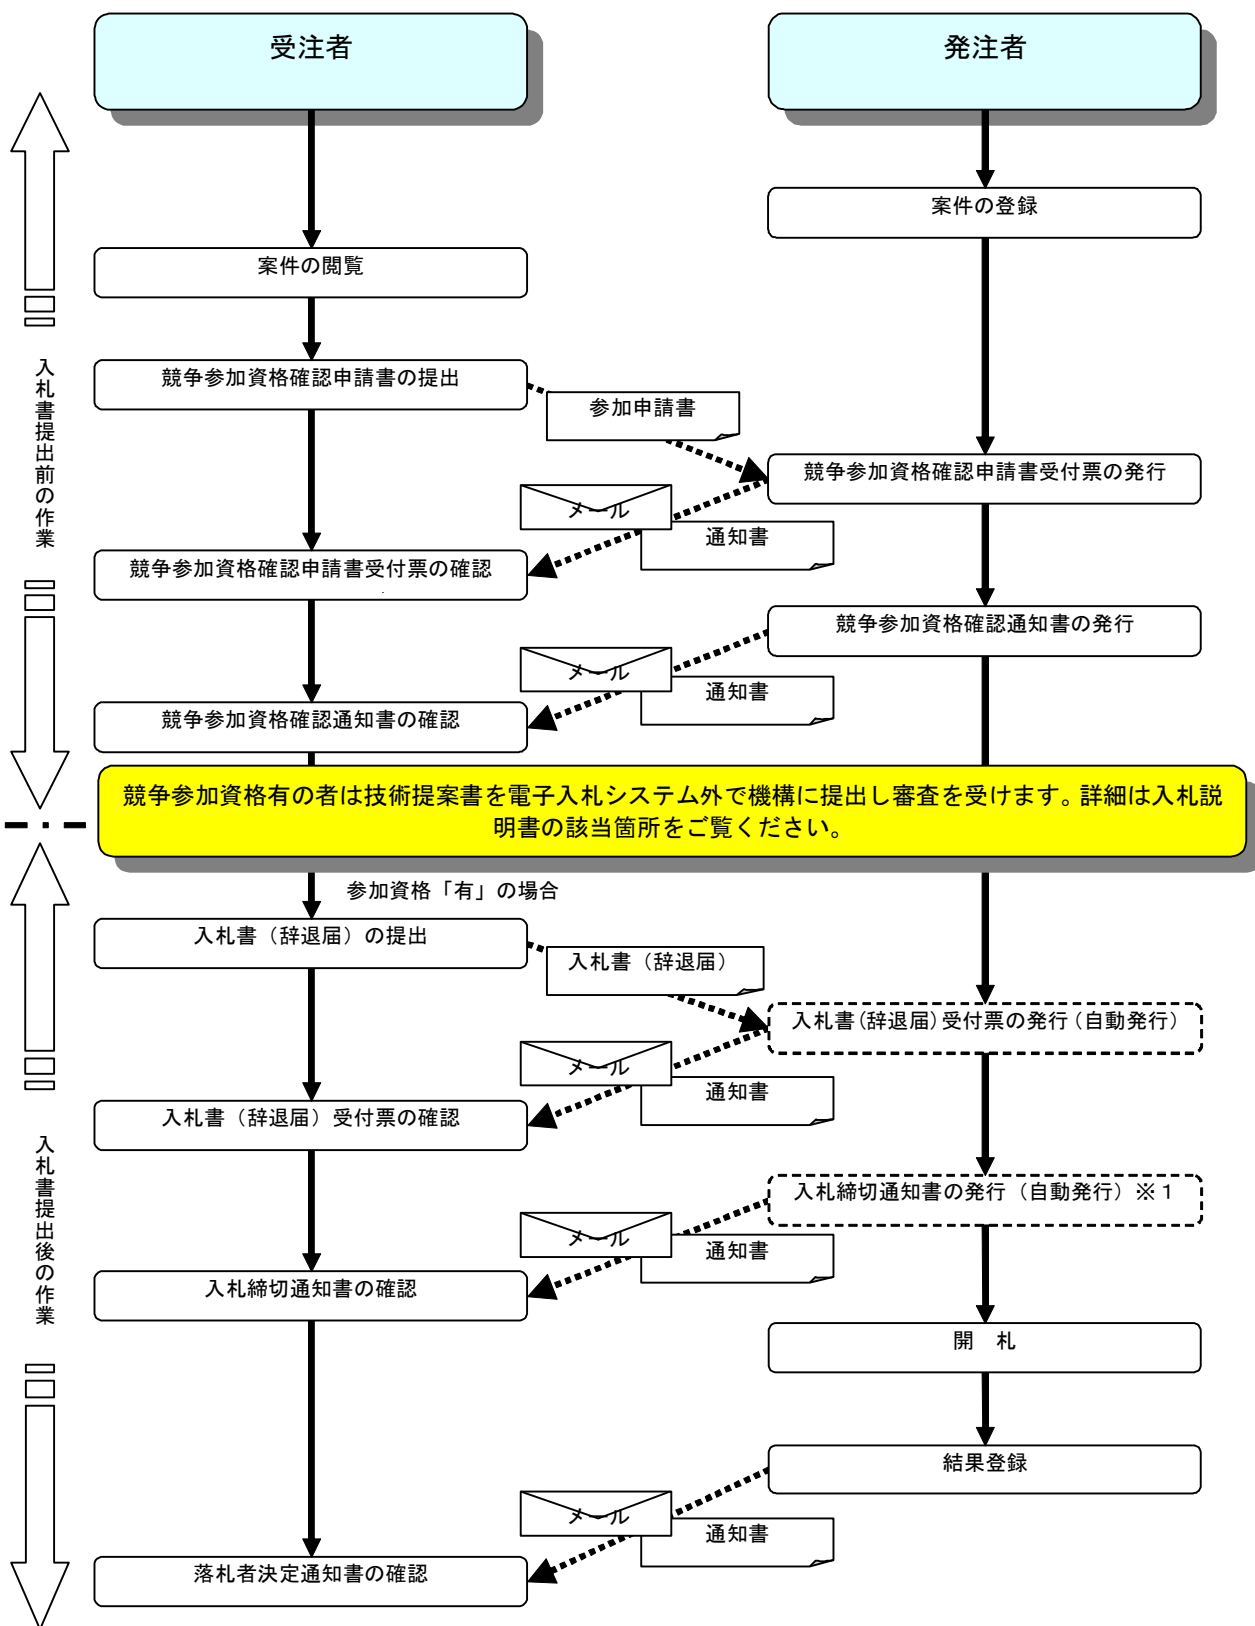 受注者
発注者
案件の登録
案件の閲覧
競争参加資格確認申請書の提出
参加申請書
競争参加資格確認申請書受付票の発行
メール
通知書
競争参加資格確認申請書受付票の確認
入札書提出前の作業
競争参加資格確認通知書の発行
メール
通知書
競争参加資格確認通知書の確認
競争参加資格有の者は技術提案書を電子入札システム外で機構に提出し審査を受けます。詳細は入札説
明書の該当箇所をご覧ください。
参加資格「有」の場合
入札書（辞退届）の提出
入札書（辞退届）
入札書(辞退届)受付票の発行(自動発行)
メール
通知書
入札書（辞退届）受付票の確認
入札書提出後の作業
入札締切通知書の発行（自動発行）※１
メール
通知書
入札締切通知書の確認
開　札
結果登録
メール
通知書
落札者決定通知書の確認